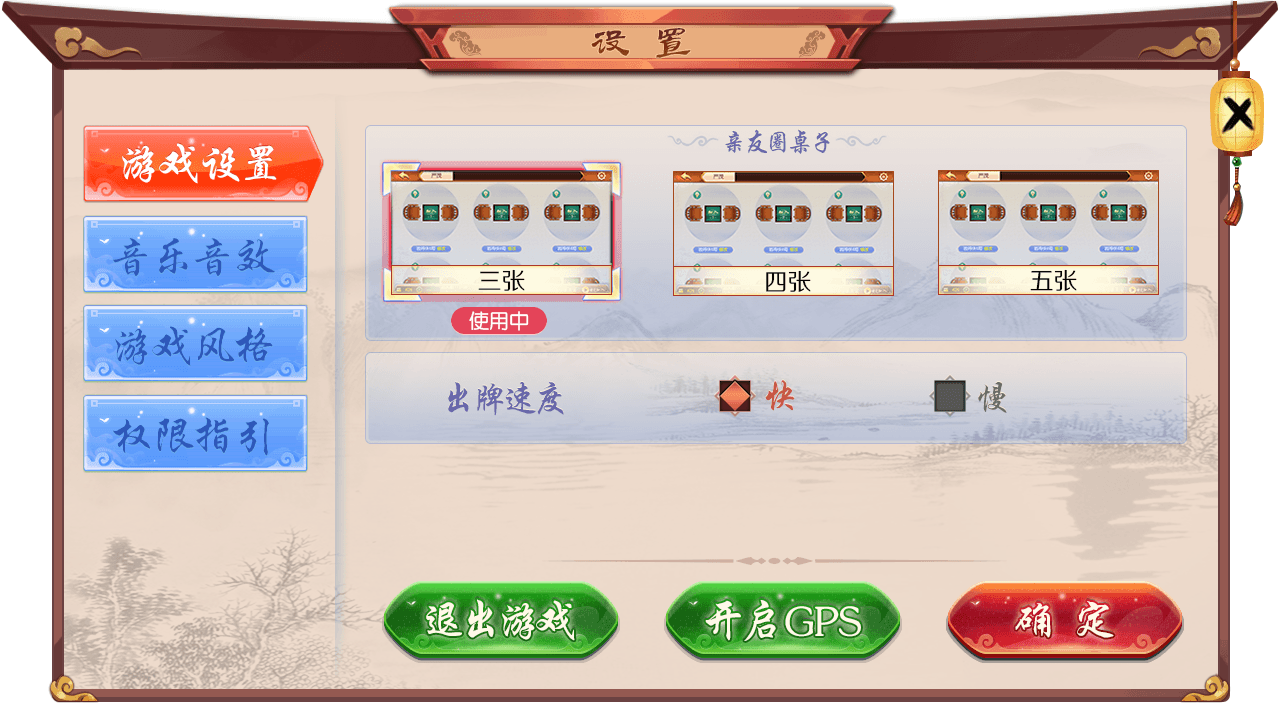 设置
游戏设置
音乐音效
游戏风格
权限指引
亲友圈桌子
三张
四张
五张
使用中
出牌速度
快
慢
退出游戏
开启GPS
确定